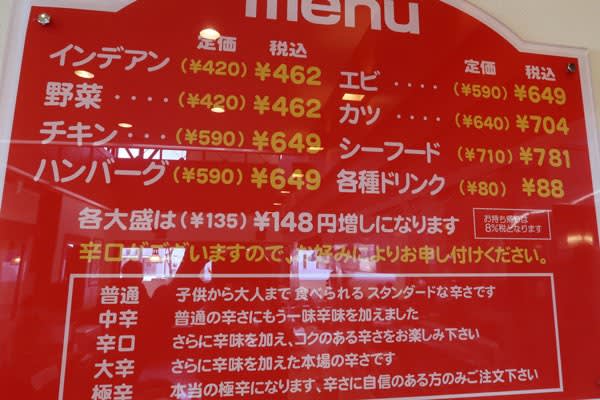 menu
定価 税込
インデアン (¥420) ¥462
野菜 ···· (¥420) ¥462
チキン ··· (¥590) ¥649
ハンバーグ (¥590) ¥649
定価 税込
エビ ···· (¥590) ¥649
カツ ···· (¥640) ¥704
シーフード (¥710) ¥781
各種ドリンク (¥80) ¥88
各大盛は (¥135) ¥148円増しになります
お持ち帰りは
8%税となります
辛口がございますので、お好みによりお申し付けください。
普通 子供から大人まで 食べられる スタンダードな辛さです
中辛 普通の辛さにもう一味辛味を加えました
辛口 さらに辛味を加え、コクのある辛さをお楽しみ下さい
大辛 さらに辛味を加えた本場の辛さです
極辛 本当の極辛になります、辛さに自信のある方のみご注文下さい